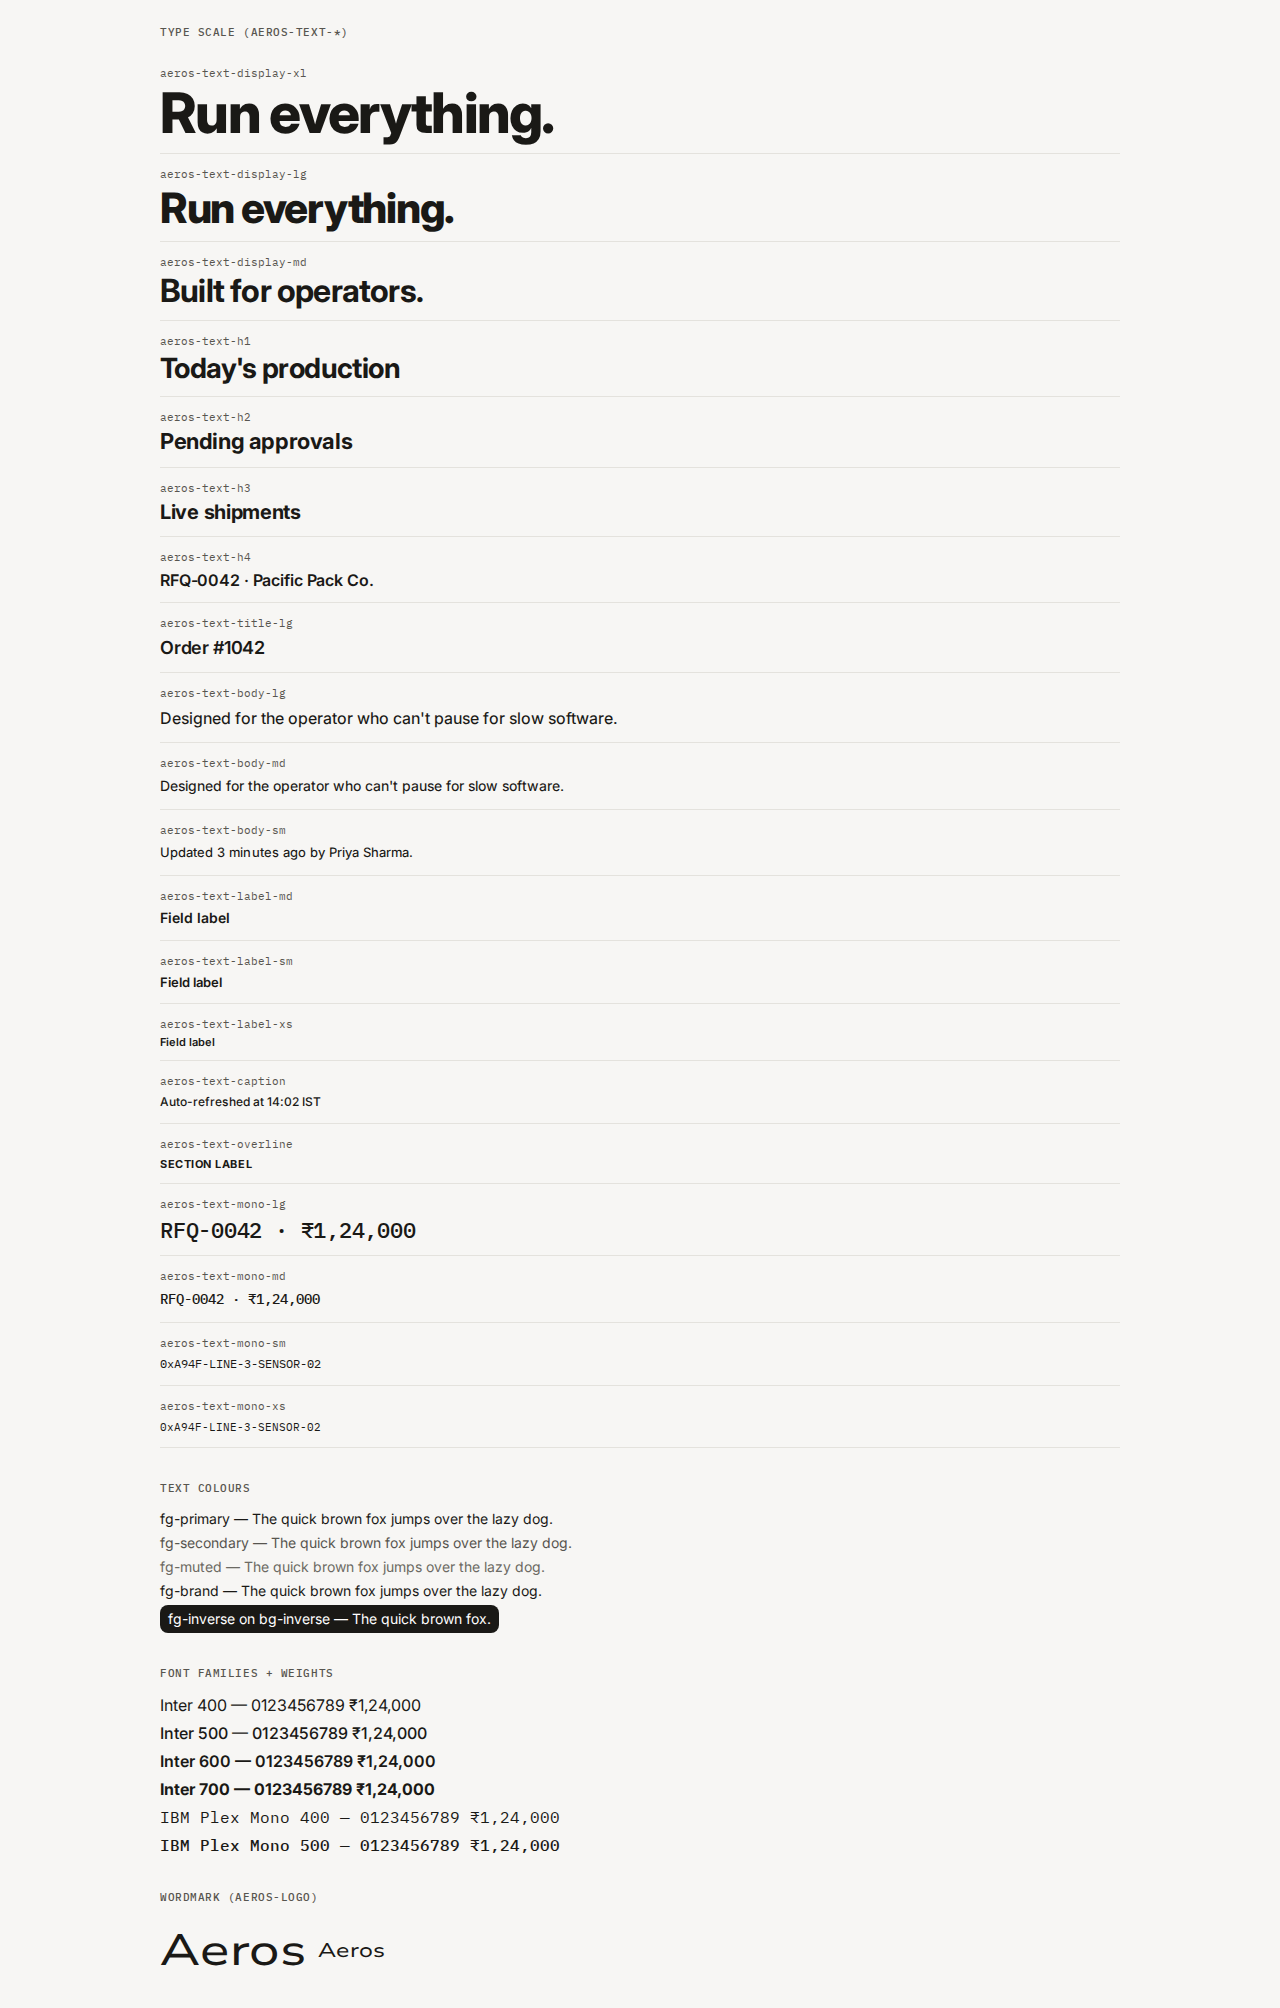 TYPE SCALE (AEROS-TEXT-*)
aeros-text-display-xl
Run everything.
aeros-text-display-lg
Run everything.
aeros-text-display-md
Built for operators.
aeros-text-h1
Today's production
aeros-text-h2
Pending approvals
aeros-text-h3
Live shipments
aeros-text-h4
RFQ-0042 · Pacific Pack Co.
aeros-text-title-lg
Order #1042
aeros-text-body-lg
Designed for the operator who can't pause for slow software.
aeros-text-body-md
Designed for the operator who can't pause for slow software.
aeros-text-body-sm
Updated 3 minutes ago by Priya Sharma.
aeros-text-label-md
Field label
aeros-text-label-sm
Field label
aeros-text-label-xs
Field label
aeros-text-caption
Auto-refreshed at 14:02 IST
aeros-text-overline
SECTION LABEL
aeros-text-mono-lg
RFQ-0042 · ₹1,24,000
aeros-text-mono-md
RFQ-0042 · ₹1,24,000
aeros-text-mono-sm
0xA94F-LINE-3-SENSOR-02
aeros-text-mono-xs
0xA94F-LINE-3-SENSOR-02
TEXT COLOURS
fg-primary — The quick brown fox jumps over the lazy dog.
fg-secondary — The quick brown fox jumps over the lazy dog.
fg-muted — The quick brown fox jumps over the lazy dog.
fg-brand — The quick brown fox jumps over the lazy dog.
fg-inverse on bg-inverse — The quick brown fox.
FONT FAMILIES + WEIGHTS
Inter 400 — 0123456789 ₹1,24,000
Inter 500 — 0123456789 ₹1,24,000
Inter 600 — 0123456789 ₹1,24,000
Inter 700 — 0123456789 ₹1,24,000
IBM Plex Mono 400 — 0123456789 ₹1,24,000
IBM Plex Mono 500 — 0123456789 ₹1,24,000
WORDMARK (AEROS-LOGO)
Aeros Aeros